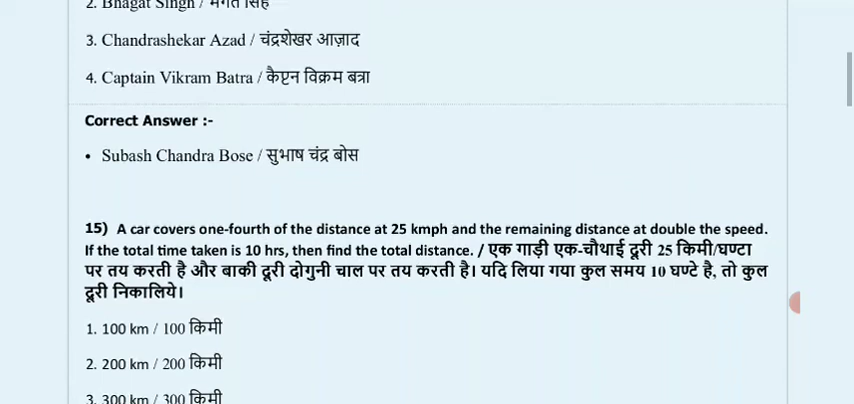 2. Bhagat Singh / भगत सिंह
3. Chandrashekar Azad / चंद्रशेखर आज़ाद
4. Captain Vikram Batra / कैप्टन विक्रम बत्रा
Correct Answer :-
• Subash Chandra Bose / सुभाष चंद्र बोस
15) A car covers one-fourth of the distance at 25 kmph and the remaining distance at double the speed.
If the total time taken is 10 hrs, then find the total distance. / एक गाड़ी एक-चौथाई दूरी 25 किमी/घण्टा
पर तय करती है और बाकी दूरी दोगुनी चाल पर तय करती है। यदि लिया गया कुल समय 10 घण्टे है, तो कुल
दूरी निकालिये।
1. 100 km / 100 किमी
2. 200 km / 200 किमी
3. 300 km / 300 किमी